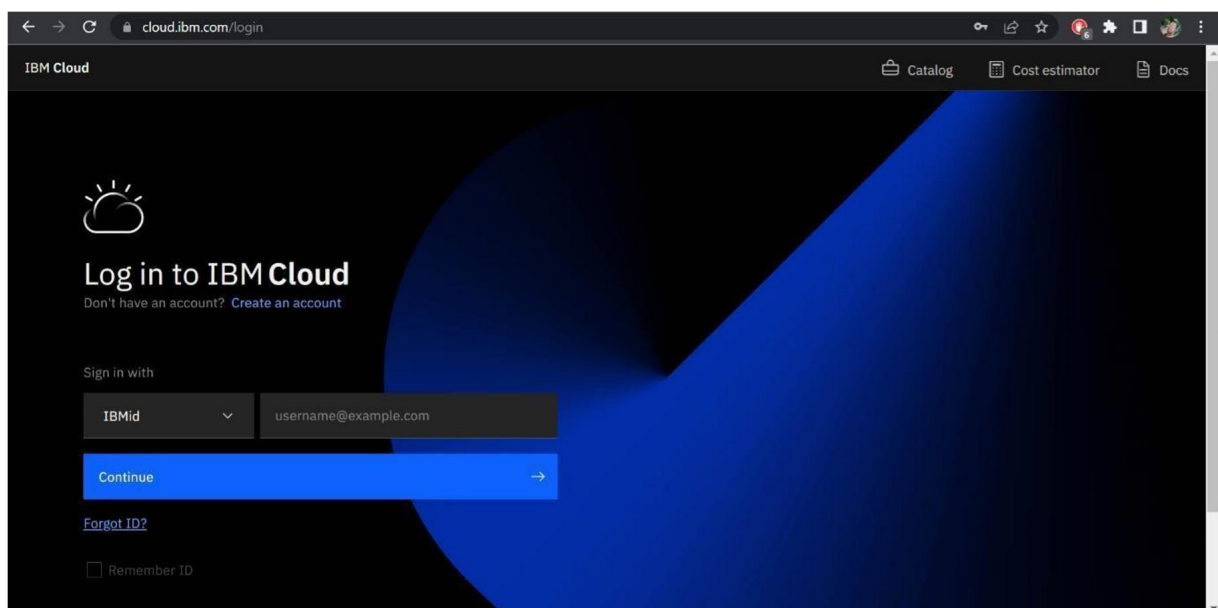 cloud.ibm.com/login
6
IBM Cloud
Catalog
Cost estimator
Docs
Log in to IBM Cloud
Don't have an account? Create an account
Sign in with
IBMid
username@example.com
Continue
Forgot ID?
Remember ID